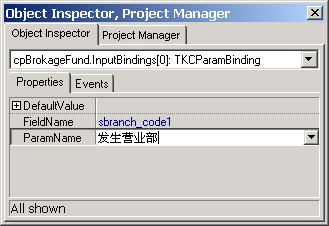 Object Inspector, Project Manager
Object Inspector Project Manager
cpBrokageFund.InputBindings[0]: TKCParamBinding
Properties Events
DefaultValue
FieldName sbranch_code1
ParamName 发生营业部
All shown